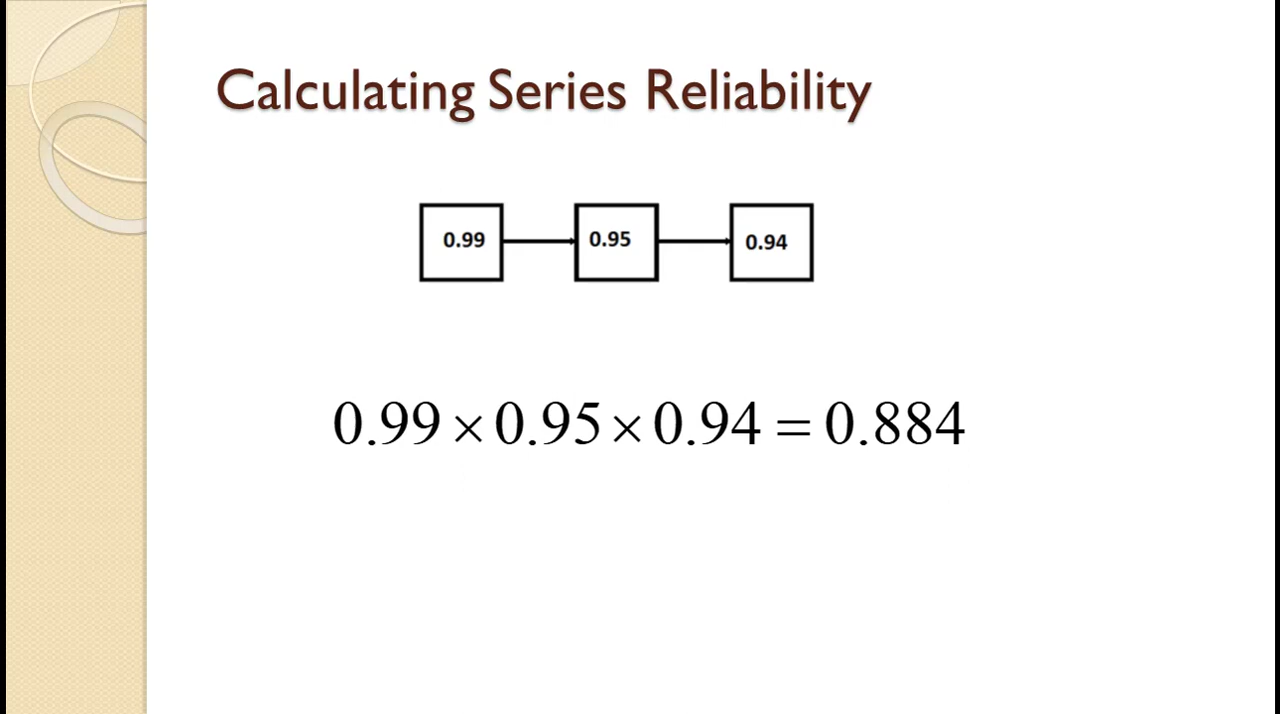 Calculating Series Reliability
0.99 0.95 0.94
0.99 × 0.95 × 0.94 = 0.884